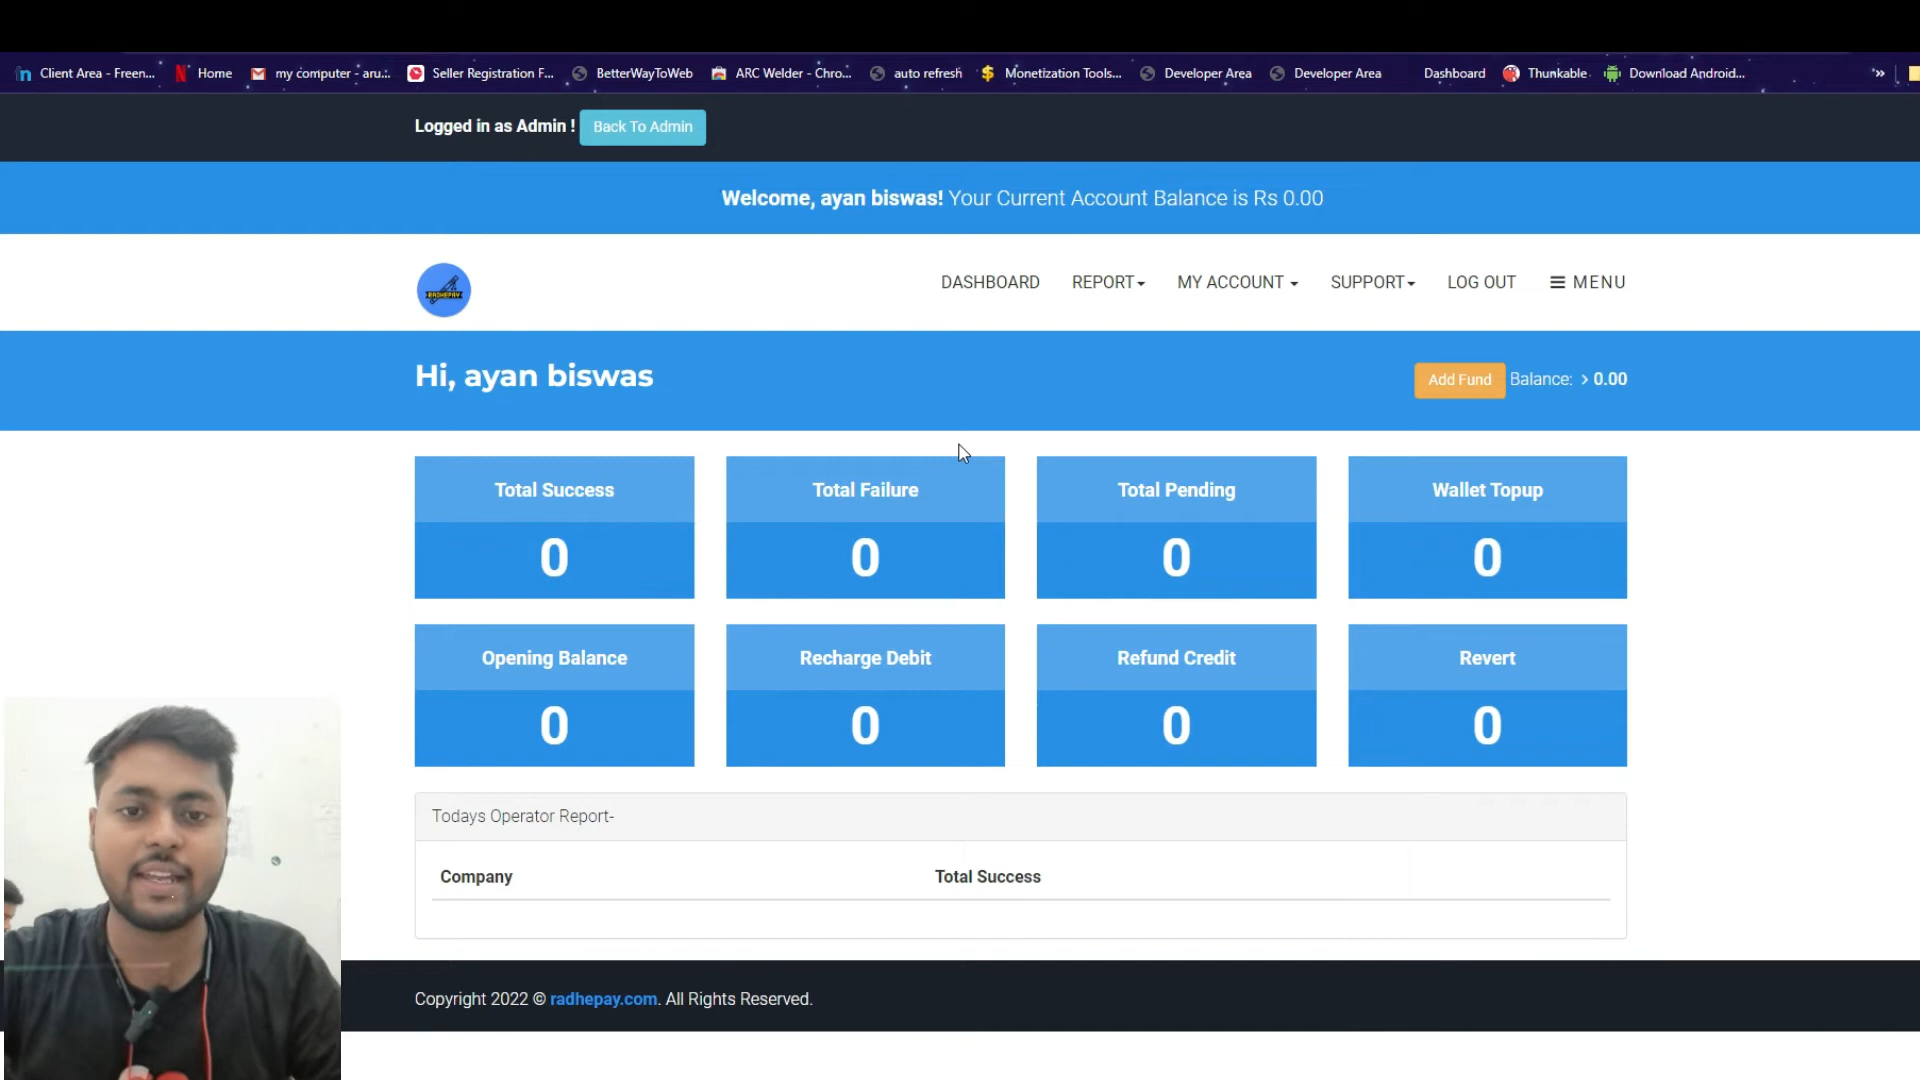 Client Area - Freen... Home my computer - aru... Seller Registration F... BetterWayToWeb ARC Welder - Chro... auto refresh Monetization Tools... Developer Area Developer Area Dashboard Thunkable Download Android... »
Logged in as Admin ! Back To Admin
Welcome, ayan biswas! Your Current Account Balance is Rs 0.00
RADHEPAY DASHBOARD REPORT MY ACCOUNT SUPPORT LOG OUT MENU
Hi, ayan biswas Add Fund Balance: > 0.00
Total Success Total Failure Total Pending Wallet Topup
0 0 0 0
Opening Balance Recharge Debit Refund Credit Revert
0 0 0 0
Todays Operator Report-
Company Total Success
Copyright 2022 © radhepay.com. All Rights Reserved.